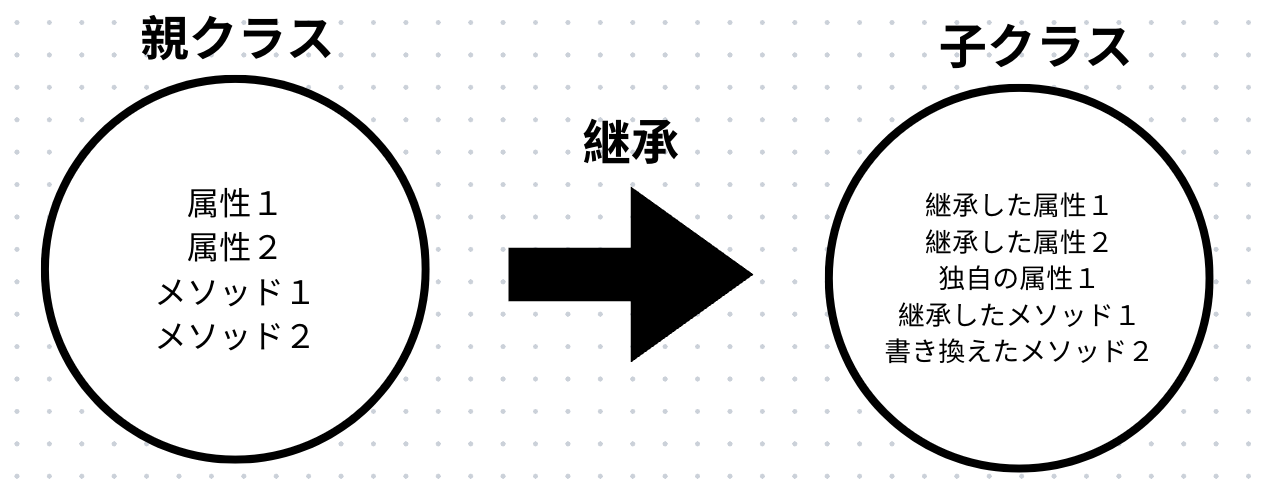 親クラス
属性１
属性２
メソッド１
メソッド２
継承
子クラス
継承した属性１
継承した属性２
独自の属性１
継承したメソッド１
書き換えたメソッド２